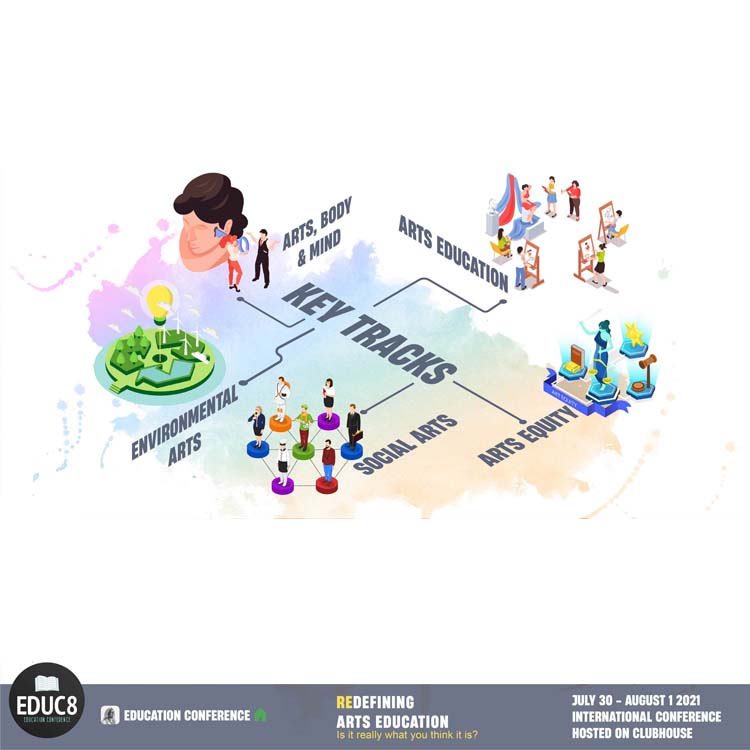 ARTS, BODY
& MIND
ARTS EDUCATION
KEY TRACKS
ENVIRONMENTAL
ARTS
SOCIAL ARTS
ARTS EQUITY
ART EQUITY
EDUC8
EDUCATION CONFERENCE
EDUCATION CONFERENCE
REDEFINING
ARTS EDUCATION
Is it really what you think it is?
JULY 30 - AUGUST 1 2021
INTERNATIONAL CONFERENCE
HOSTED ON CLUBHOUSE